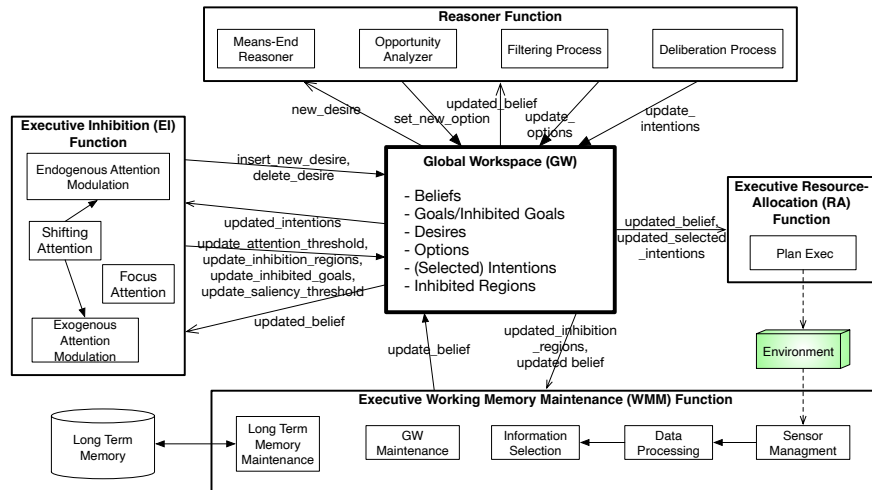 Reasoner Function
Means-End
Reasoner
Opportunity
Analyzer
Filtering Process
Deliberation Process
new_desire
set_new_option
updated_belief
update_
options
update_
intentions
Executive Inhibition (EI)
Function
Endogenous Attention
Modulation
Shifting
Attention
Focus
Attention
Exogenous
Attention
Modulation
insert_new_desire,
delete_desire
updated_intentions
update_attention_threshold,
update_inhibition_regions,
update_inhibited_goals,
update_saliency_threshold
updated_belief
Global Workspace (GW)
- Beliefs
- Goals/Inhibited Goals
- Desires
- Options
- (Selected) Intentions
- Inhibited Regions
updated_belief,
updated_selected
_intentions
Executive Resource-
Allocation (RA)
Function
Plan Exec
Environment
update_belief
updated_inhibition
_regions,
updated belief
Executive Working Memory Maintenance (WMM) Function
Long Term
Memory
Long Term
Memory
Maintenance
GW
Maintenance
Information
Selection
Data
Processing
Sensor
Managment